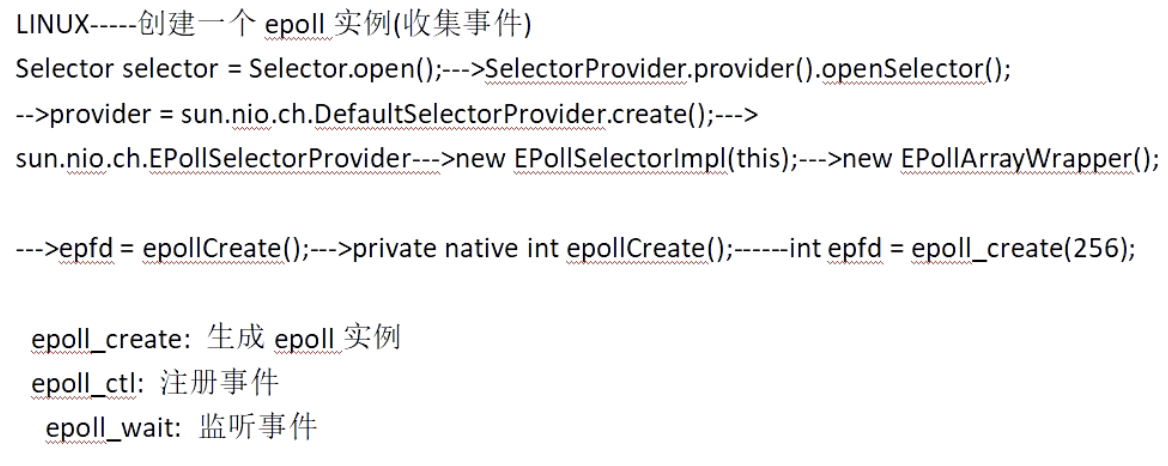 LINUX-----创建一个 epoll 实例(收集事件)
Selector selector = Selector.open();--->SelectorProvider.provider().openSelector();
-->provider = sun.nio.ch.DefaultSelectorProvider.create();--->
sun.nio.ch.EPollSelectorProvider--->new EPollSelectorImpl(this);--->new EPollArrayWrapper();
--->epfd = epollCreate();--->private native int epollCreate();------int epfd = epoll_create(256);
epoll_create: 生成 epoll 实例
epoll_ctl: 注册事件
epoll_wait: 监听事件